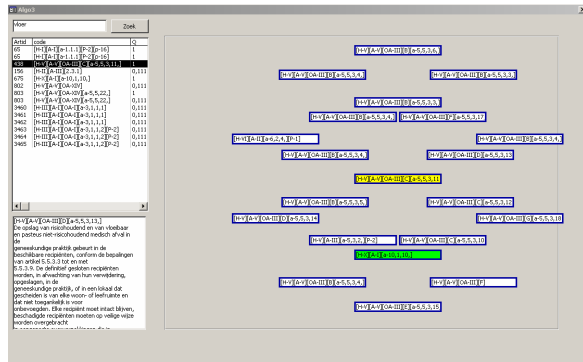 Algo3
vloer
Zoek
Artid code Q
65 [H-I][A-I][a-1.1.1][P-2][p-16] 1
65 [H-I][A-I][a-1.1.1][P-2][p-16] 1
438 [H-V][A-V][OA-III][C][a-5,5,3,11,] 1
156 [H-II][A-III][2.3.1] 0,111
675 [H-X][A-I][a-10,1,10,] 1
802 [H-V][A-V][OA-XIV] 0,111
803 [H-V][A-V][OA-XIV][a-5,5,22,] 1
803 [H-V][A-V][OA-XIV][a-5,5,22,] 0,111
3460 [H-III][A-I][OA-I][a-3,1,1,1] 0,111
3461 [H-III][A-I][OA-I][a-3,1,1,1] 0,111
3462 [H-III][A-I][OA-I][a-3,1,1,1] 0,111
3463 [H-III][A-I][OA-I][a-3,1,1,2][P-2] 0,111
3464 [H-III][A-I][OA-I][a-3,1,1,2][P-2] 0,111
3465 [H-III][A-I][OA-I][a-3,1,1,2][P-2] 0,111
[H-V][A-V][OA-III][D][a-5,5,3,13,]
De opslag van risicohoudend en van vloeibaar
en pasteus niet-risicohoudend medisch afval in
de
geneeskundige praktijk gebeurt in de
beschikbare recipiënten, conform de bepalingen
van artikel 5.5.3.3 tot en met
5.5.3.9. De definitief gesloten recipiënten
worden, in afwachting van hun verwijdering,
opgeslagen, in de
geneeskundige praktijk, of in een lokaal dat
gescheiden is van elke woon- of leefruimte en
dat niet toegankelijk is voor
onbevoegden. Elke recipiënt moet intact blijven,
beschadigde recipiënten moeten op veilige wijze
worden overgebracht
[H-V][A-V][OA-III][B][a-5,5,3,6,]
[H-V][A-V][OA-III][B][a-5,5,3,4,]
[H-V][A-V][OA-III][B][a-5,5,3,3,]
[H-V][A-V][OA-III][B][a-5,5,3,3,]
[H-V][A-V][OA-III][B][a-5,5,3,4,]
[H-V][A-V][OA-III][F][a-5,5,3,17
[H-VI][A-II][a-6,2,4,][P-1]
[H-V][A-V][OA-III][B][a-5,5,3,4,]
[H-V][A-V][OA-III][B][a-5,5,3,4,]
[H-V][A-V][OA-III][D][a-5,5,3,13
[H-V][A-V][OA-III][C][a-5,5,3,11
[H-V][A-V][OA-III][B][a-5,5,3,5,]
[H-V][A-V][OA-III][C][a-5,5,3,12
[H-V][A-V][OA-III][D][a-5,5,3,14
[H-V][A-V][OA-III][G][a-5,5,3,18
[H-V][A-III][a-5,3,2,][P-2]
[H-V][A-V][OA-III][C][a-5,5,3,10
[H-X][A-I][a-10,1,10,]
[H-V][A-V][OA-III][B][a-5,5,3,4,]
[H-V][A-V][OA-III][F]
[H-V][A-V][OA-III][E][a-5,5,3,15